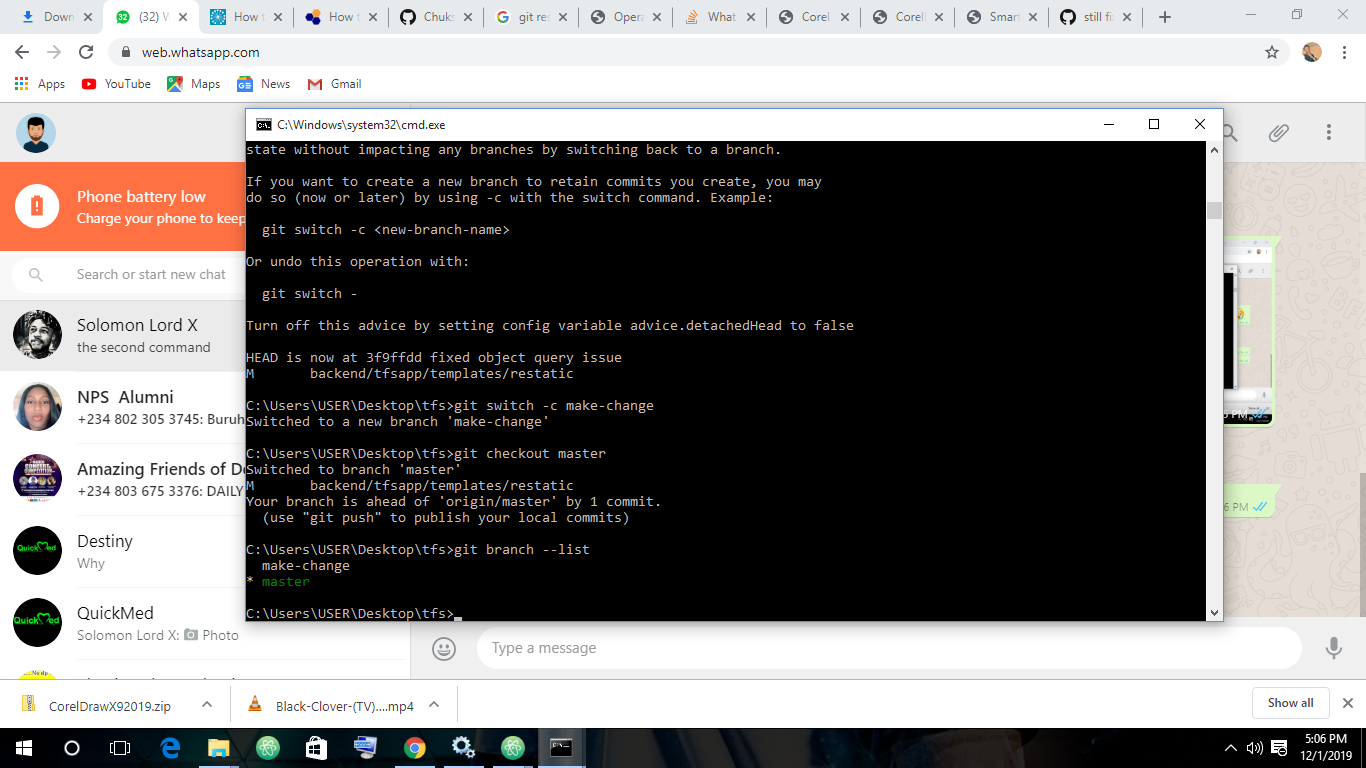 Down
(32) W
How t
How t
Chuks
git res
Opera
What
Corel
Corel
Smart
still fi
web.whatsapp.com
Apps
YouTube
Maps
News
Gmail
C:\Windows\system32\cmd.exe
state without impacting any branches by switching back to a branch.
If you want to create a new branch to retain commits you create, you may
do so (now or later) by using -c with the switch command. Example:
git switch -c <new-branch-name>
Or undo this operation with:
git switch -
Turn off this advice by setting config variable advice.detachedHead to false
HEAD is now at 3f9ffdd fixed object query issue
M       backend/tfsapp/templates/restatic
C:\Users\USER\Desktop\tfs>git switch -c make-change
Switched to a new branch 'make-change'
C:\Users\USER\Desktop\tfs>git checkout master
Switched to branch 'master'
M       backend/tfsapp/templates/restatic
Your branch is ahead of 'origin/master' by 1 commit.
(use "git push" to publish your local commits)
C:\Users\USER\Desktop\tfs>git branch --list
make-change
* master
C:\Users\USER\Desktop\tfs>
Phone battery low
Charge your phone to keep
Search or start new chat
Solomon Lord X
the second command
NPS Alumni
+234 802 305 3745: Buruh
Amazing Friends of De
+234 803 675 3376: DAILY
Destiny
Why
QuickMed
Solomon Lord X: Photo
PM
6 PM
Type a message
CorelDrawX92019.zip
Black-Clover-(TV)....mp4
Show all
5:06 PM
12/1/2019